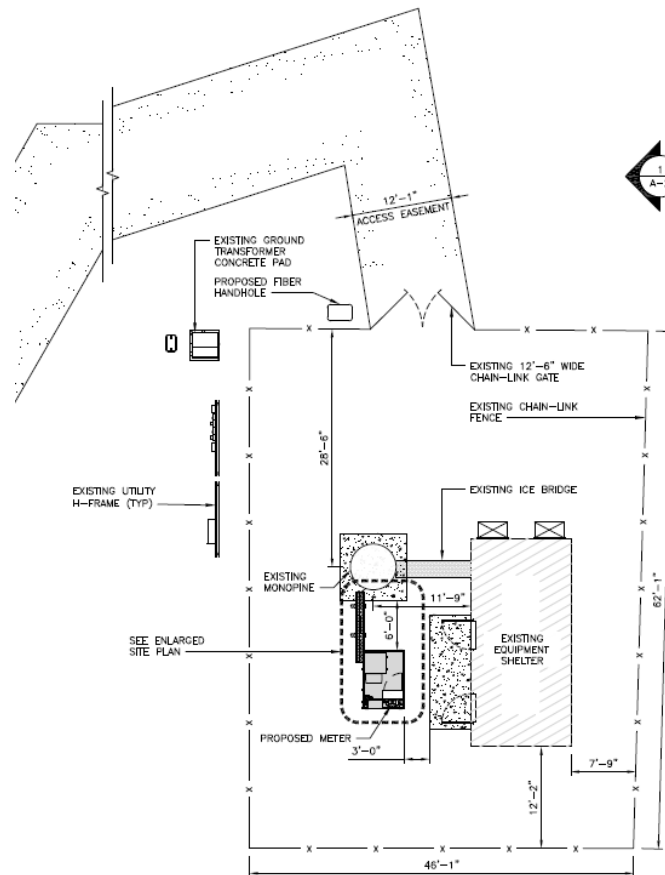 12'-1"
ACCESS EASEMENT
1
EXISTING GROUND
TRANSFORMER
CONCRETE PAD
PROPOSED FIBER
HANDHOLE
EXISTING 12'-6" WIDE
CHAIN-LINK GATE
EXISTING CHAIN-LINK
FENCE
28'-6"
EXISTING UTILITY
H-FRAME (TYP)
EXISTING ICE BRIDGE
EXISTING
MONOPINE
11'-9"
6'-0"
62'-1"
SEE ENLARGED
SITE PLAN
EXISTING
EQUIPMENT
SHELTER
PROPOSED METER
3'-0"
7'-9"
12'-2"
46'-1"